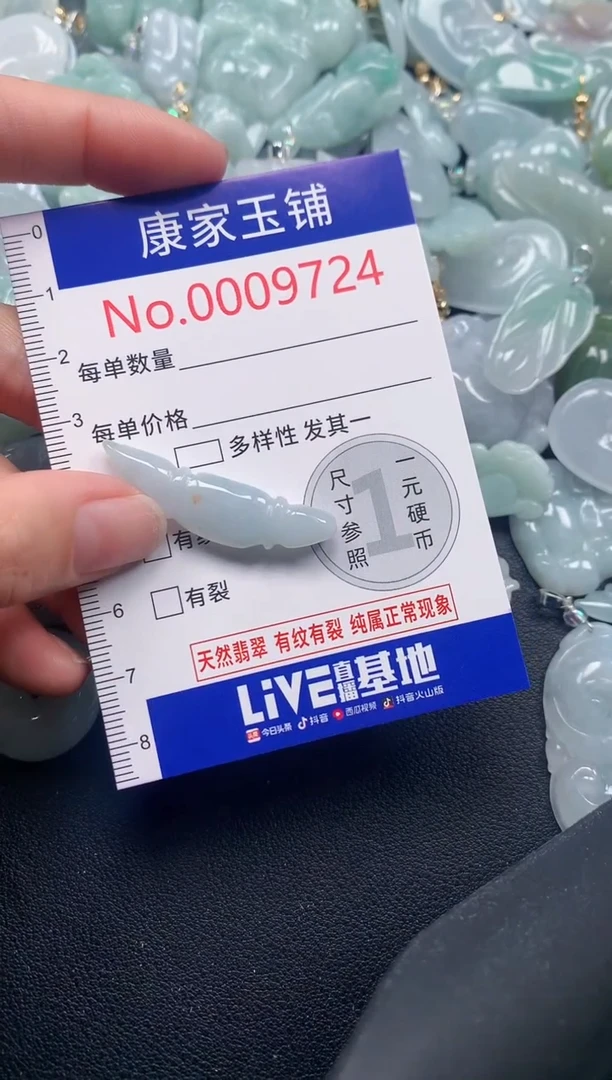 康家玉铺
No.0009724
0
1
2
每单数量
3
每单价格
多样性 发其一
尺寸参照
1
一元硬币
有
6
有裂
天然翡翠 有纹有裂 纯属正常现象
7
LiVE直播基地
8
头条 今日头条 抖音 西瓜视频 抖音火山版